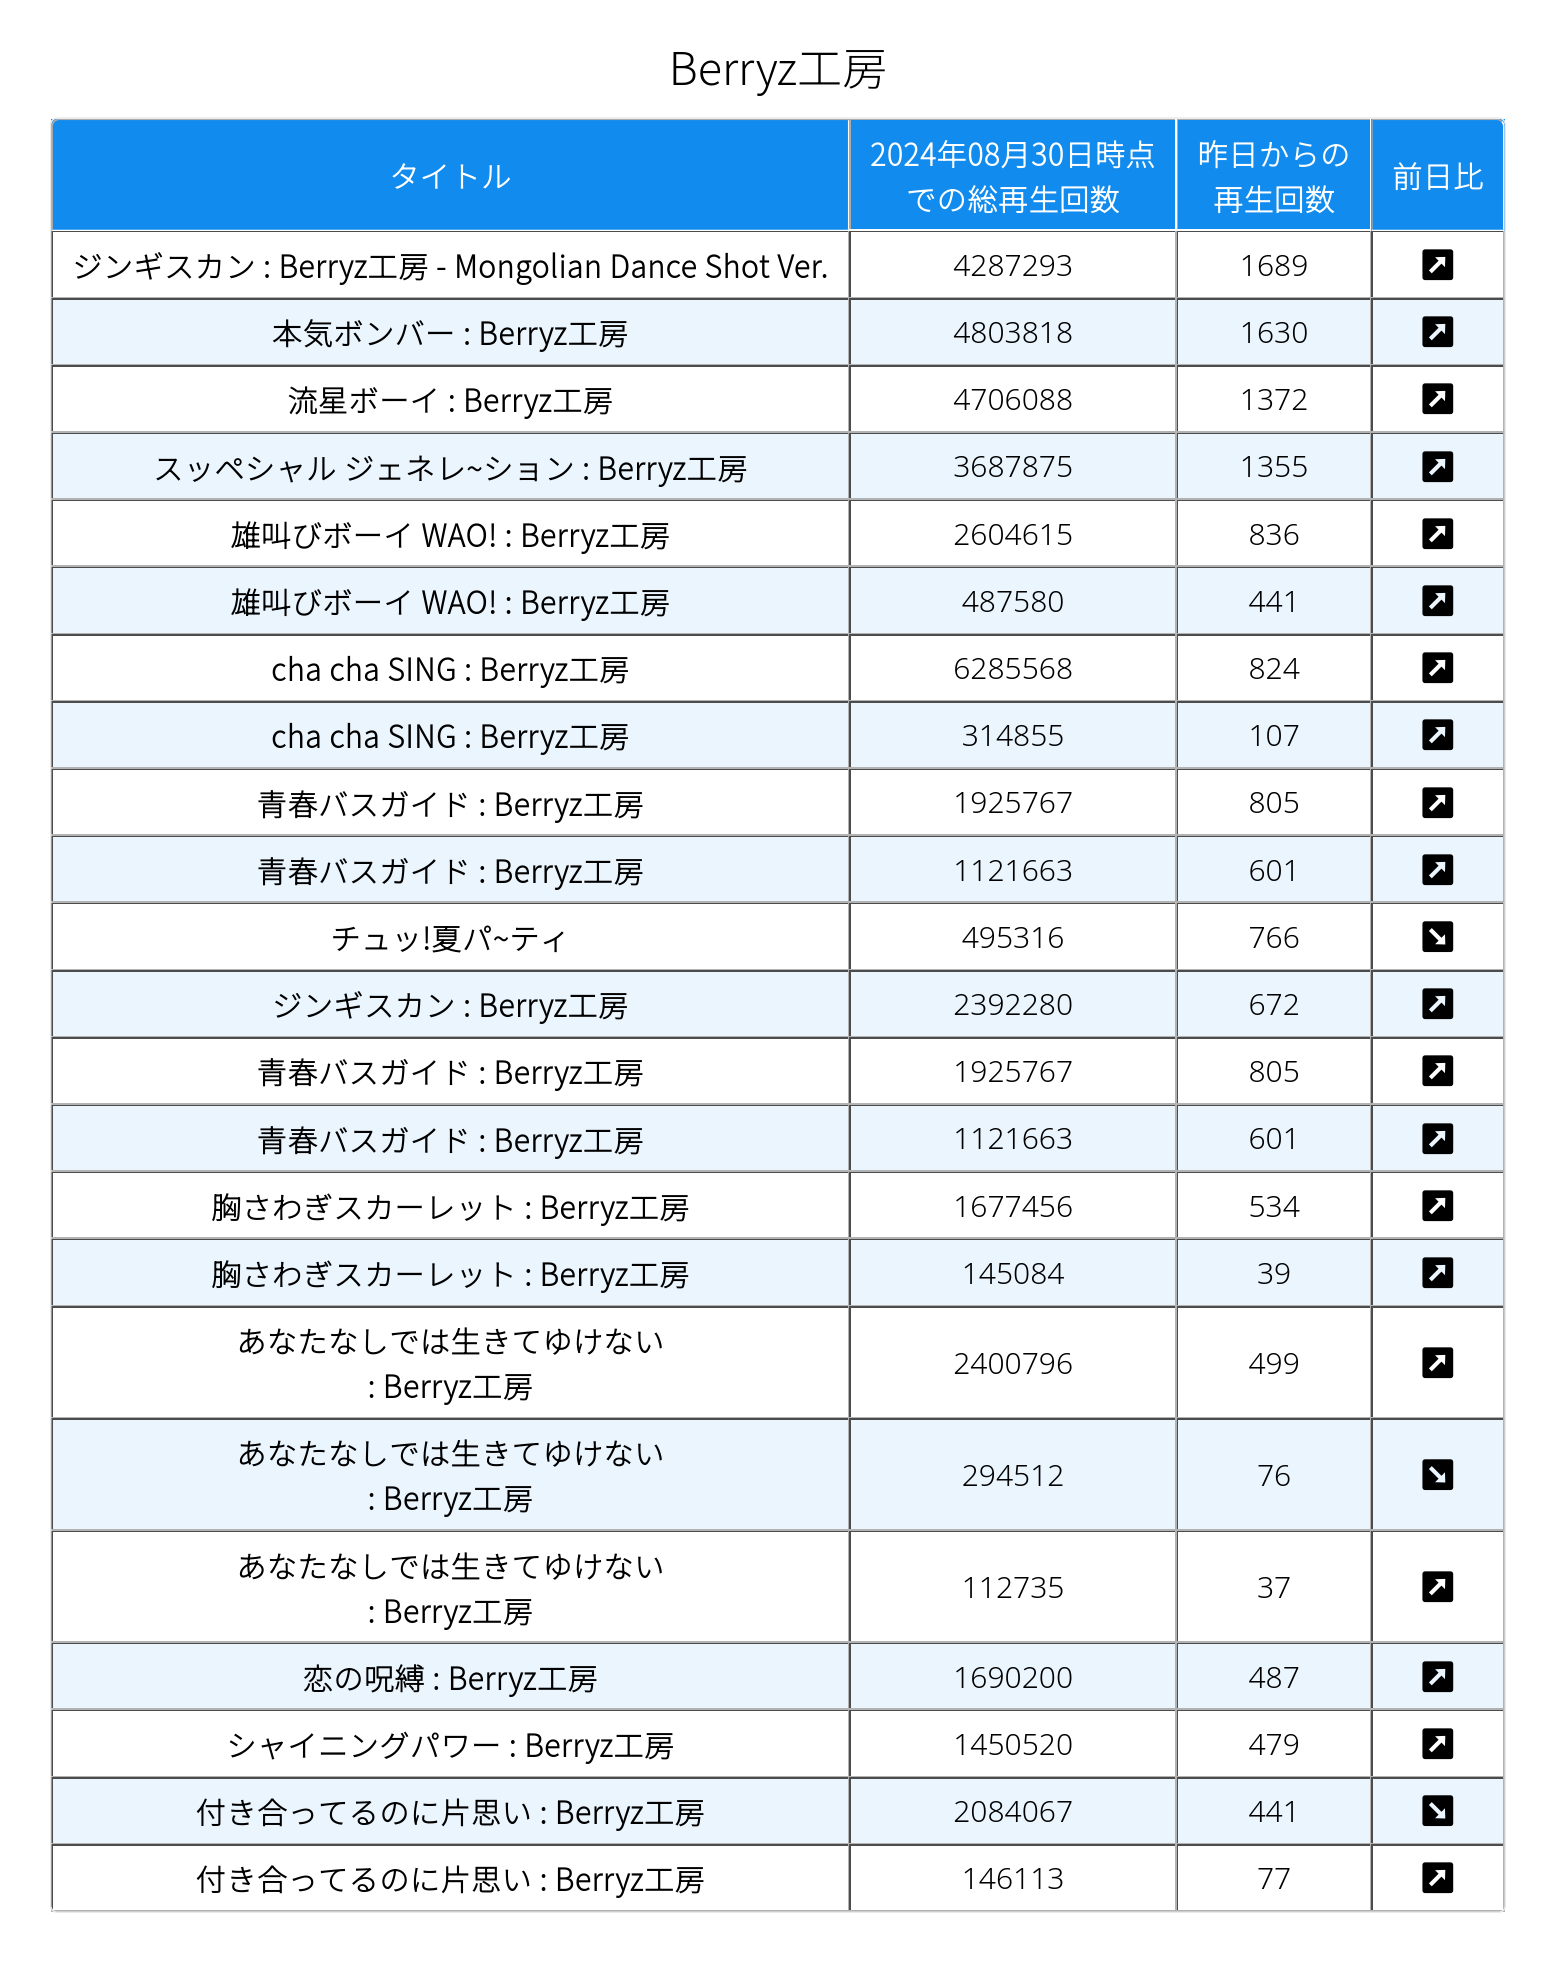 Berryz工房
タイトル 2024年08月30日時点 昨日からの 前日比
での総再生回数 再生回数
ジンギスカン : Berryz工房 - Mongolian Dance Shot Ver. 4287293 1689 ↗
本気ボンバー : Berryz工房 4803818 1630 ↗
流星ボーイ : Berryz工房 4706088 1372 ↗
スッペシャル ジェネレ~ション : Berryz工房 3687875 1355 ↗
雄叫びボーイ WAO! : Berryz工房 2604615 836 ↗
雄叫びボーイ WAO! : Berryz工房 487580 441 ↗
cha cha SING : Berryz工房 6285568 824 ↗
cha cha SING : Berryz工房 314855 107 ↗
青春バスガイド : Berryz工房 1925767 805 ↗
青春バスガイド : Berryz工房 1121663 601 ↗
チュッ!夏パ~ティ 495316 766 ↘
ジンギスカン : Berryz工房 2392280 672 ↗
青春バスガイド : Berryz工房 1925767 805 ↗
青春バスガイド : Berryz工房 1121663 601 ↗
胸さわぎスカーレット : Berryz工房 1677456 534 ↗
胸さわぎスカーレット : Berryz工房 145084 39 ↗
あなたなしでは生きてゆけない
: Berryz工房 2400796 499 ↗
あなたなしでは生きてゆけない
: Berryz工房 294512 76 ↘
あなたなしでは生きてゆけない
: Berryz工房 112735 37 ↗
恋の呪縛 : Berryz工房 1690200 487 ↗
シャイニングパワー : Berryz工房 1450520 479 ↗
付き合ってるのに片思い : Berryz工房 2084067 441 ↘
付き合ってるのに片思い : Berryz工房 146113 77 ↗